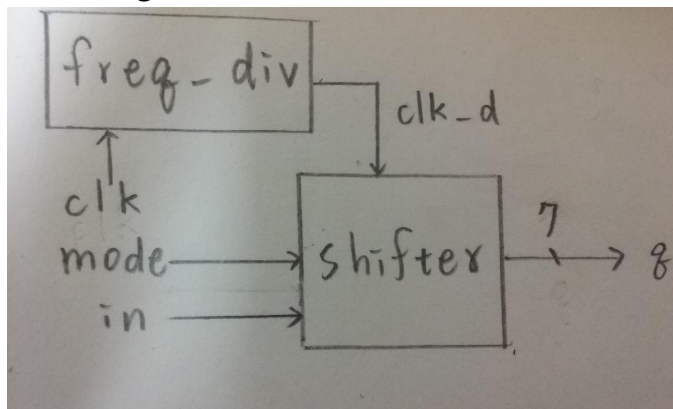 freq_div
clk_d
clk
7
mode
shifter
q
in